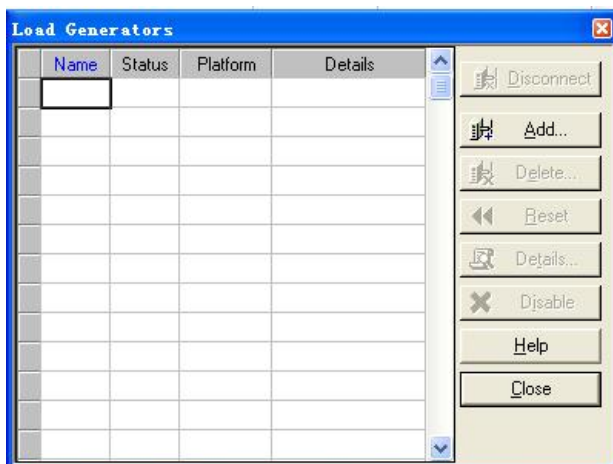 Load Generators
Name Status Platform Details
Disconnect
Add...
Delete...
Reset
Details...
Disable
Help
Close